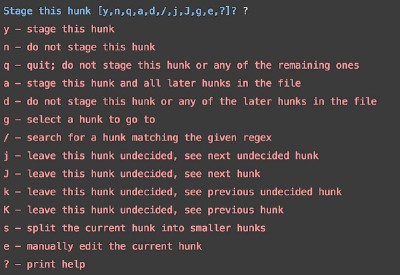 Stage this hunk [y,n,q,a,d,/,j,J,g,e,?]? ?
y - stage this hunk
n - do not stage this hunk
q - quit; do not stage this hunk or any of the remaining ones
a - stage this hunk and all later hunks in the file
d - do not stage this hunk or any of the later hunks in the file
g - select a hunk to go to
/ - search for a hunk matching the given regex
j - leave this hunk undecided, see next undecided hunk
J - leave this hunk undecided, see next hunk
k - leave this hunk undecided, see previous undecided hunk
K - leave this hunk undecided, see previous hunk
s - split the current hunk into smaller hunks
e - manually edit the current hunk
? - print help